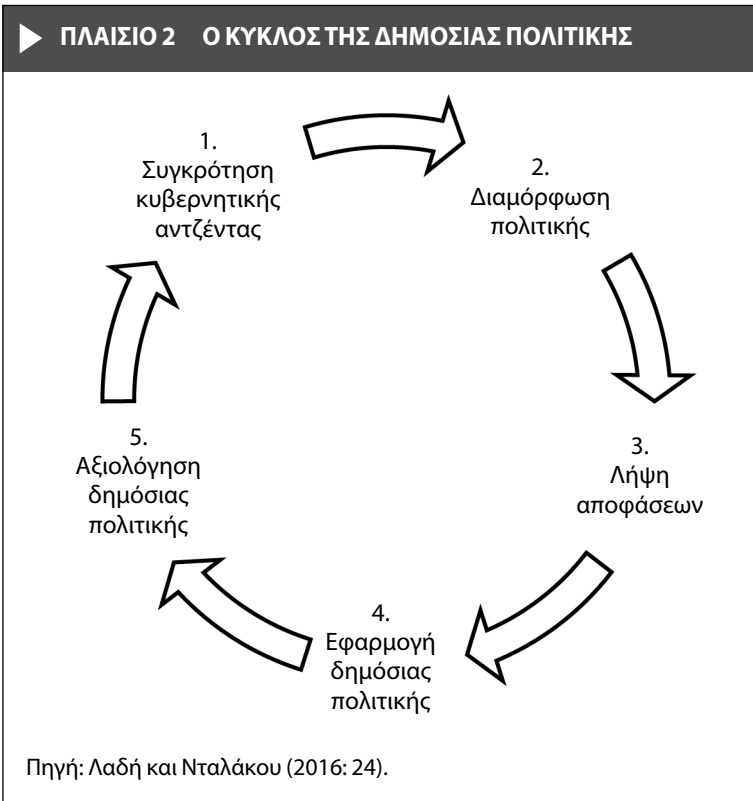 ΠΛΑΙΣΙΟ 2 Ο ΚΥΚΛΟΣ ΤΗΣ ΔΗΜΟΣΙΑΣ ΠΟΛΙΤΙΚΗΣ
1.
Συγκρότηση
κυβερνητικής
αντζέντας
2.
Διαμόρφωση
πολιτικής
3.
Λήψη
αποφάσεων
4.
Εφαρμογή
δημόσιας
πολιτικής
5.
Αξιολόγηση
δημόσιας
πολιτικής
Πηγή: Λαδή και Νταλάκου (2016: 24).